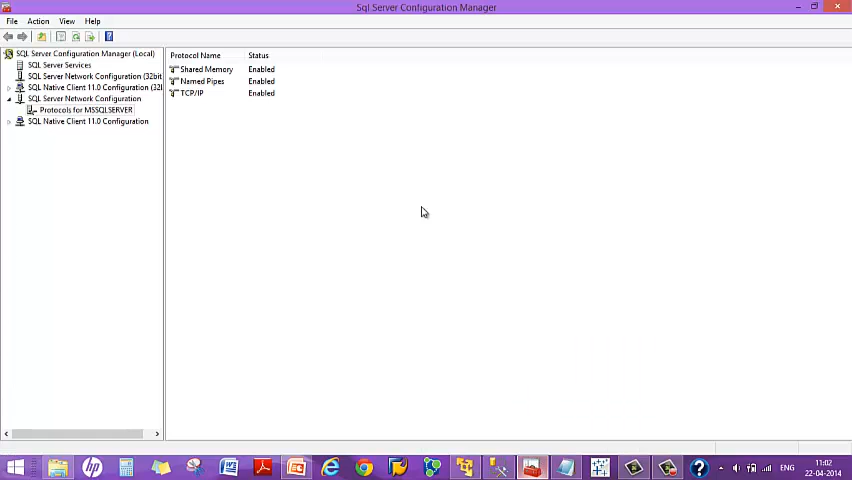 Sql Server Configuration Manager
File Action View Help
SQL Server Configuration Manager (Local)
SQL Server Services
SQL Server Network Configuration (32bit
SQL Native Client 11.0 Configuration (32l
SQL Server Network Configuration
Protocols for MSSQLSERVER
SQL Native Client 11.0 Configuration
Protocol Name Status
Shared Memory Enabled
Named Pipes Enabled
TCP/IP Enabled
ENG
11:02
22-04-2014